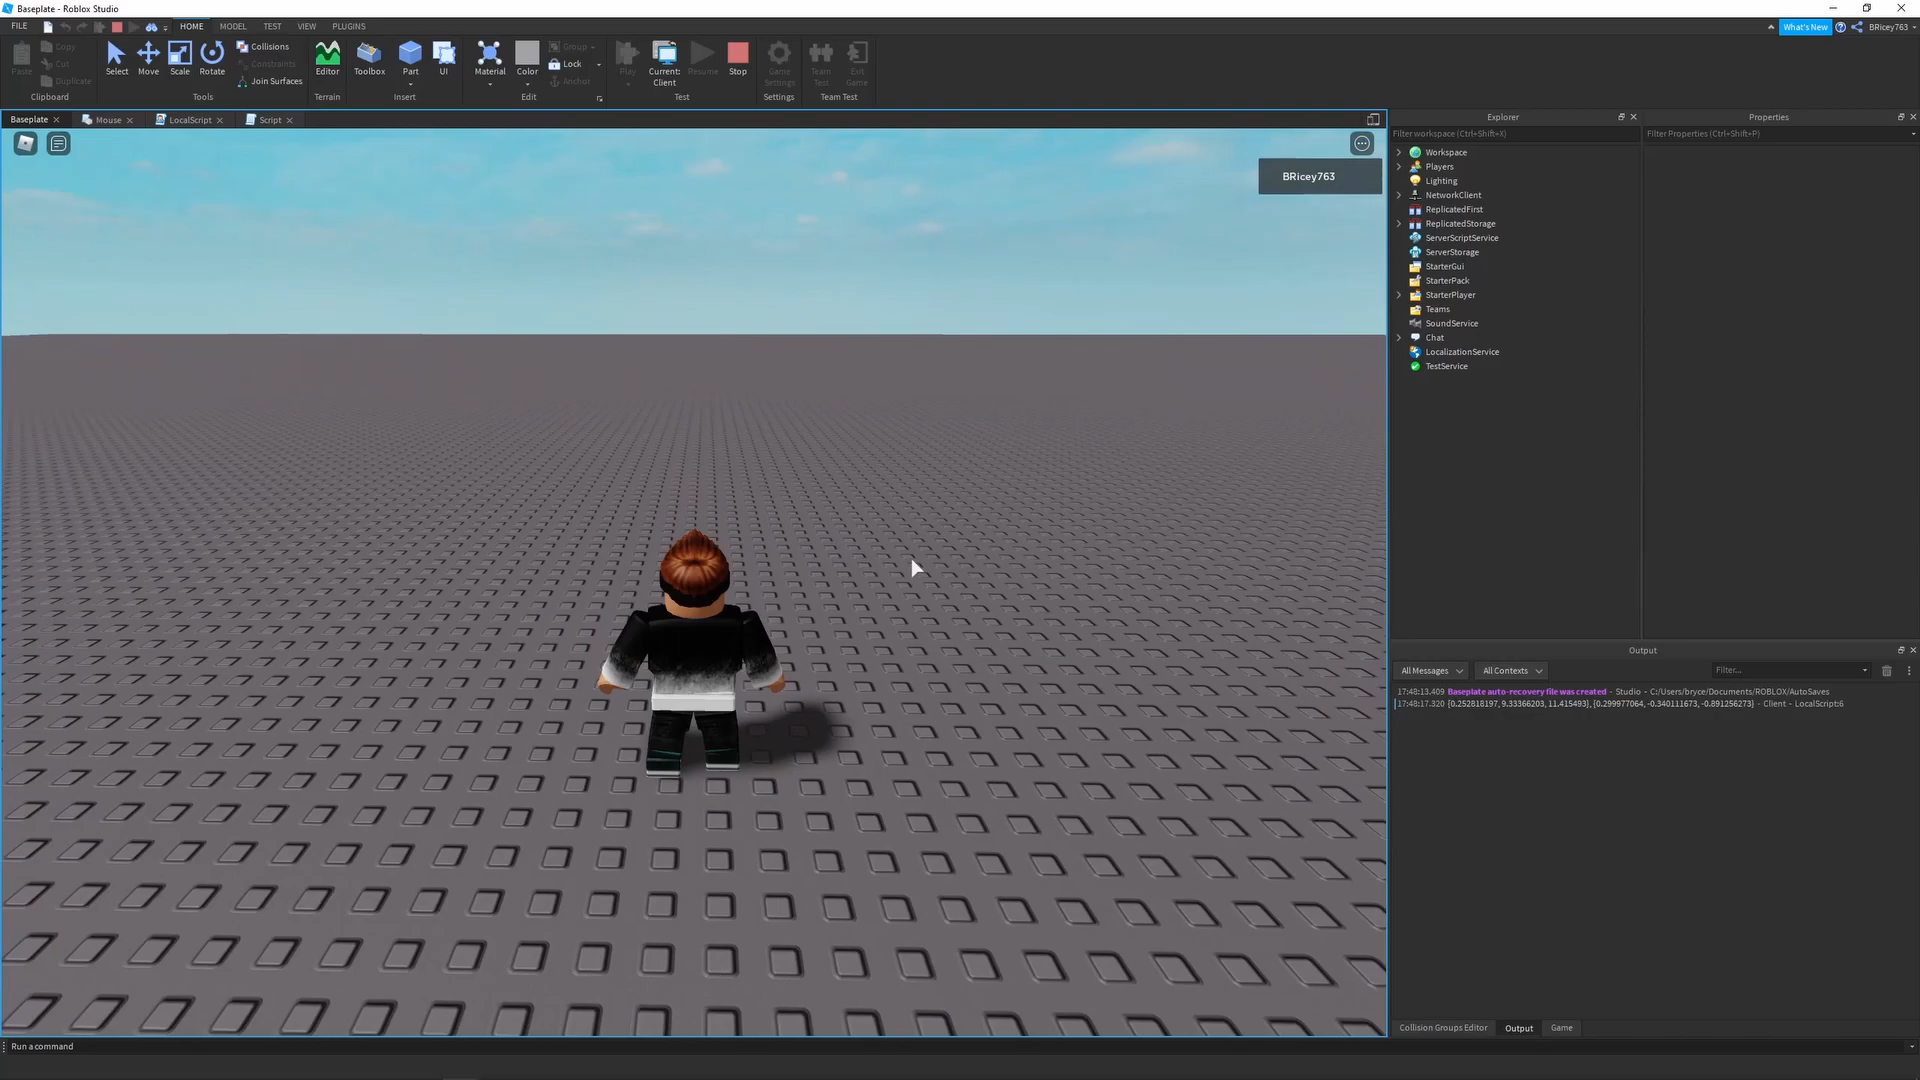 Baseplate - Roblox Studio
FILE HOME MODEL TEST VIEW PLUGINS What's New BRicey763
Paste Copy Cut Duplicate
Clipboard
Select Move Scale Rotate Collisions Constraints Join Surfaces
Tools
Editor
Terrain
Toolbox Part UI
Insert
Material Color Group Lock Anchor
Edit
Play Current: Client Resume Stop
Test
Game Settings
Settings
Team Test Exit Game
Team Test
Baseplate Mouse LocalScript Script
BRicey763
Explorer
Filter workspace (Ctrl+Shift+X)
Workspace
Players
Lighting
NetworkClient
ReplicatedFirst
ReplicatedStorage
ServerScriptService
ServerStorage
StarterGui
StarterPack
StarterPlayer
Teams
SoundService
Chat
LocalizationService
TestService
Properties
Filter Properties (Ctrl+Shift+P)
Output
All Messages All Contexts Filter...
17:48:13.409 Baseplate auto-recovery file was created - Studio - C:/Users/bryce/Documents/ROBLOX/AutoSaves
17:48:17.320 {0.252818197, 9.33366203, 11.415493}, {0.299977064, -0.340111673, -0.891256273} - Client - LocalScript:6
Collision Groups Editor Output Game
Run a command